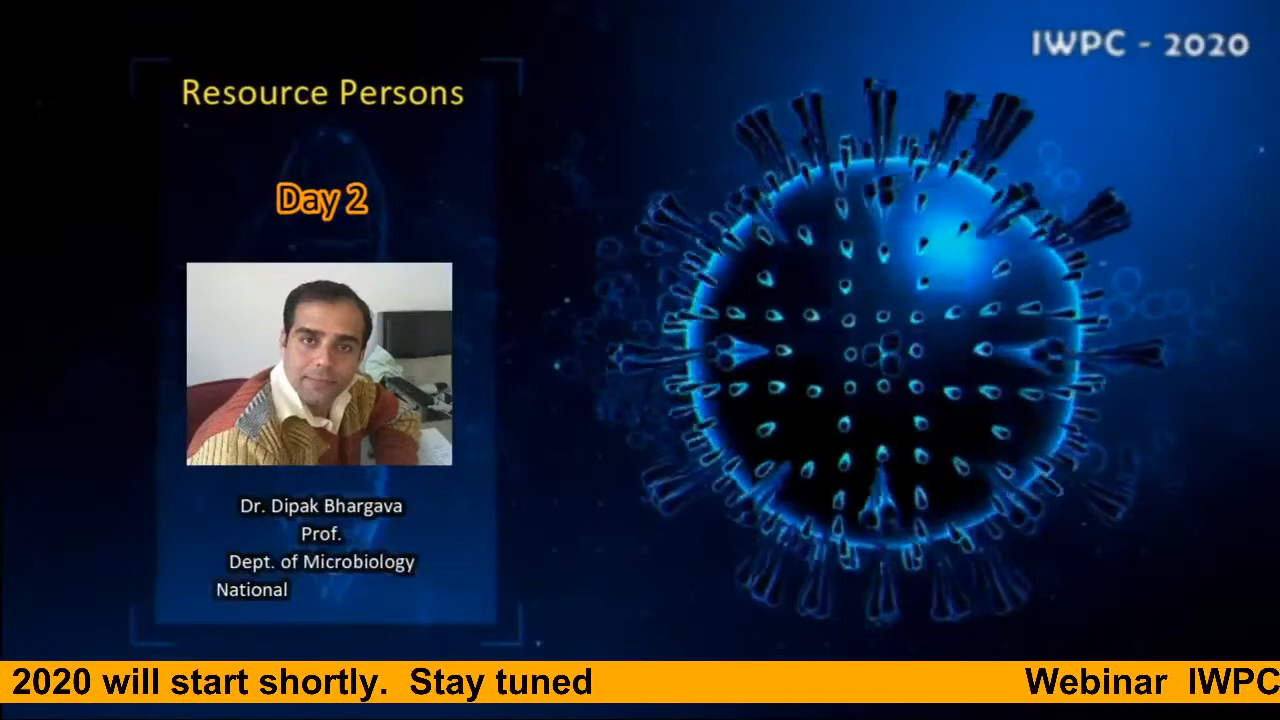 IWPC - 2020
Resource Persons
Day 2
Dr. Dipak Bhargava
Prof.
Dept. of Microbiology
National
2020 will start shortly.  Stay tuned
Webinar  IWPC